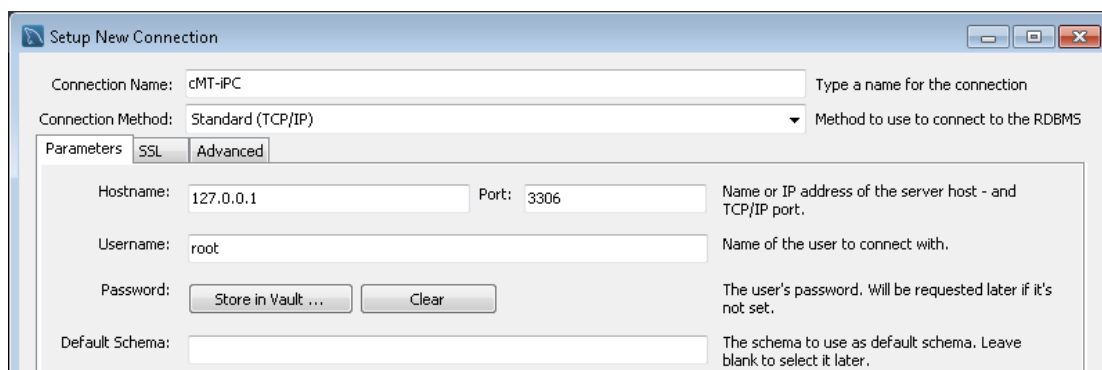 Setup New Connection
Connection Name: cMT-iPC Type a name for the connection
Connection Method: Standard (TCP/IP) Method to use to connect to the RDBMS
Parameters SSL Advanced
Hostname: 127.0.0.1 Port: 3306 Name or IP address of the server host - and
TCP/IP port.
Username: root Name of the user to connect with.
Password: Store in Vault ... Clear The user's password. Will be requested later if it's
not set.
Default Schema: The schema to use as default schema. Leave
blank to select it later.